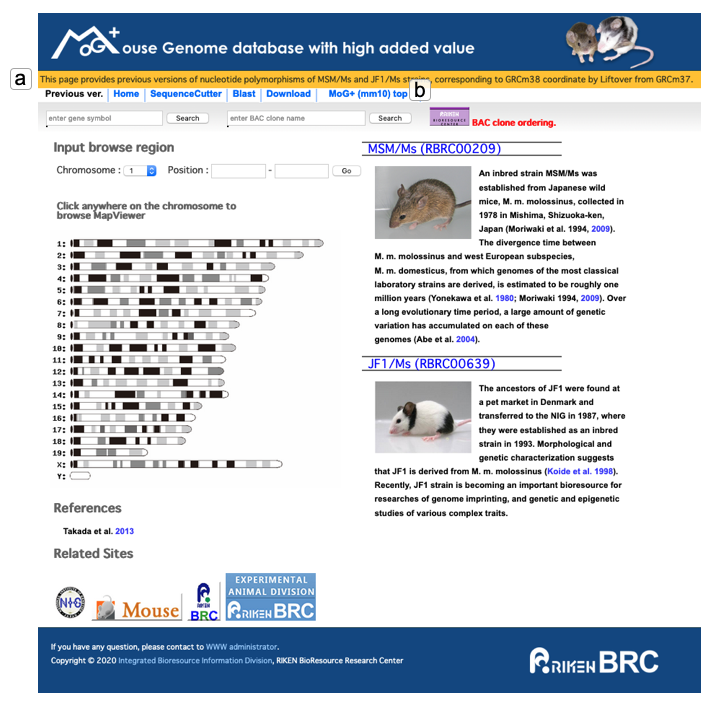 a
MoG+ ouse Genome database with high added value
This page provides previous versions of nucleotide polymorphisms of MSM/Ms and JF1/Ms strains, corresponding to GRCm38 coordinate by Liftover from GRCm37.
Previous ver. Home SequenceCutter Blast Download MoG+ (mm10) top
b
enter gene symbol Search enter BAC clone name Search BAC clone ordering.
Input browse region
Chromosome : 1 Position : - Go
Click anywhere on the chromosome to
browse MapViewer
1:
2:
3:
4:
5:
6:
7:
8:
9:
10:
11:
12:
13:
14:
15:
16:
17:
18:
19:
X:
Y:
References
Takada et al. 2013
Related Sites
NIG
Mouse
RIKEN
BRC
EXPERIMENTAL
ANIMAL DIVISION
RIKEN BRC
MSM/Ms (RBRC00209)
An inbred strain MSM/Ms was
established from Japanese wild
mice, M. m. molossinus, collected in
1978 in Mishima, Shizuoka-ken,
Japan (Moriwaki et al. 1994, 2009).
The divergence time between
M. m. molossinus and west European subspecies,
M. m. domesticus, from which genomes of the most classical
laboratory strains are derived, is estimated to be roughly one
million years (Yonekawa et al. 1980; Moriwaki 1994, 2009). Over
a long evolutionary time period, a large amount of genetic
variation has accumulated on each of these
genomes (Abe et al. 2004).
JF1/Ms (RBRC00639)
The ancestors of JF1 were found at
a pet market in Denmark and
transferred to the NIG in 1987, where
they were established as an inbred
strain in 1993. Morphological and
genetic characterization suggests
that JF1 is derived from M. m. molossinus (Koide et al. 1998).
Recently, JF1 strain is becoming an important bioresource for
researches of genome imprinting, and genetic and epigenetic
studies of various complex traits.
If you have any question, please contact to WWW administrator.
Copyright © 2020 Integrated Bioresource Information Division, RIKEN BioResource Research Center
RIKEN BRC